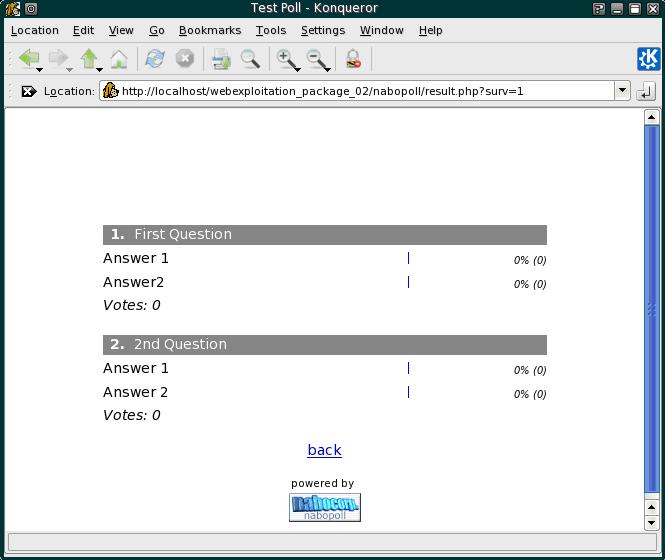 Test Poll - Konqueror
Location Edit View Go Bookmarks Tools Settings Window Help
Location: http://localhost/webexploitation_package_02/nabopoll/result.php?surv=1
1. First Question
Answer 1 0% (0)
Answer2 0% (0)
Votes: 0
2. 2nd Question
Answer 1 0% (0)
Answer 2 0% (0)
Votes: 0
back
powered by
nabocorp.
nabopoll